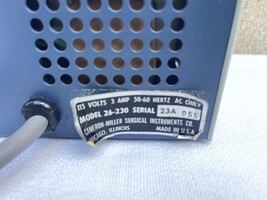 115 VOLTS 3 AMP 50-60 HERTZ AC ONLY
MODEL 26-230 SERIAL 23A 055
CAMERON-MILLER SURGICAL INSTRUMENTS CO.
CHICAGO, ILLINOIS MADE IN U.S.A.